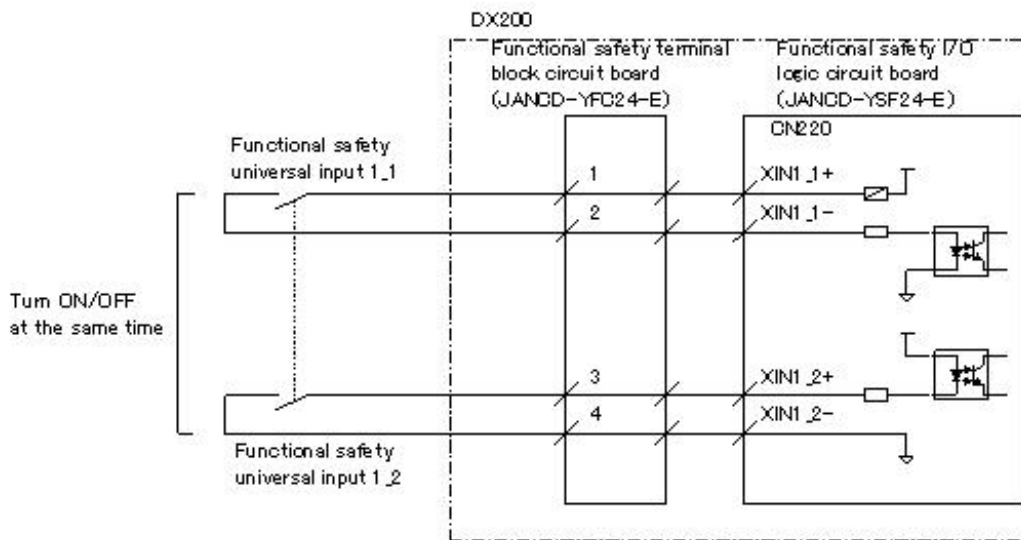 DX200
Functional safety terminal
block circuit board
(JANCD-YFC24-E)
Functional safety I/O
logic circuit board
(JANCD-YSF24-E)
CN220
Functional safety
universal input 1_1
1
XIN1_1+
2
XIN1_1-
Turn ON/OFF
at the same time
3
XIN1_2+
4
XIN1_2-
Functional safety
universal input 1_2